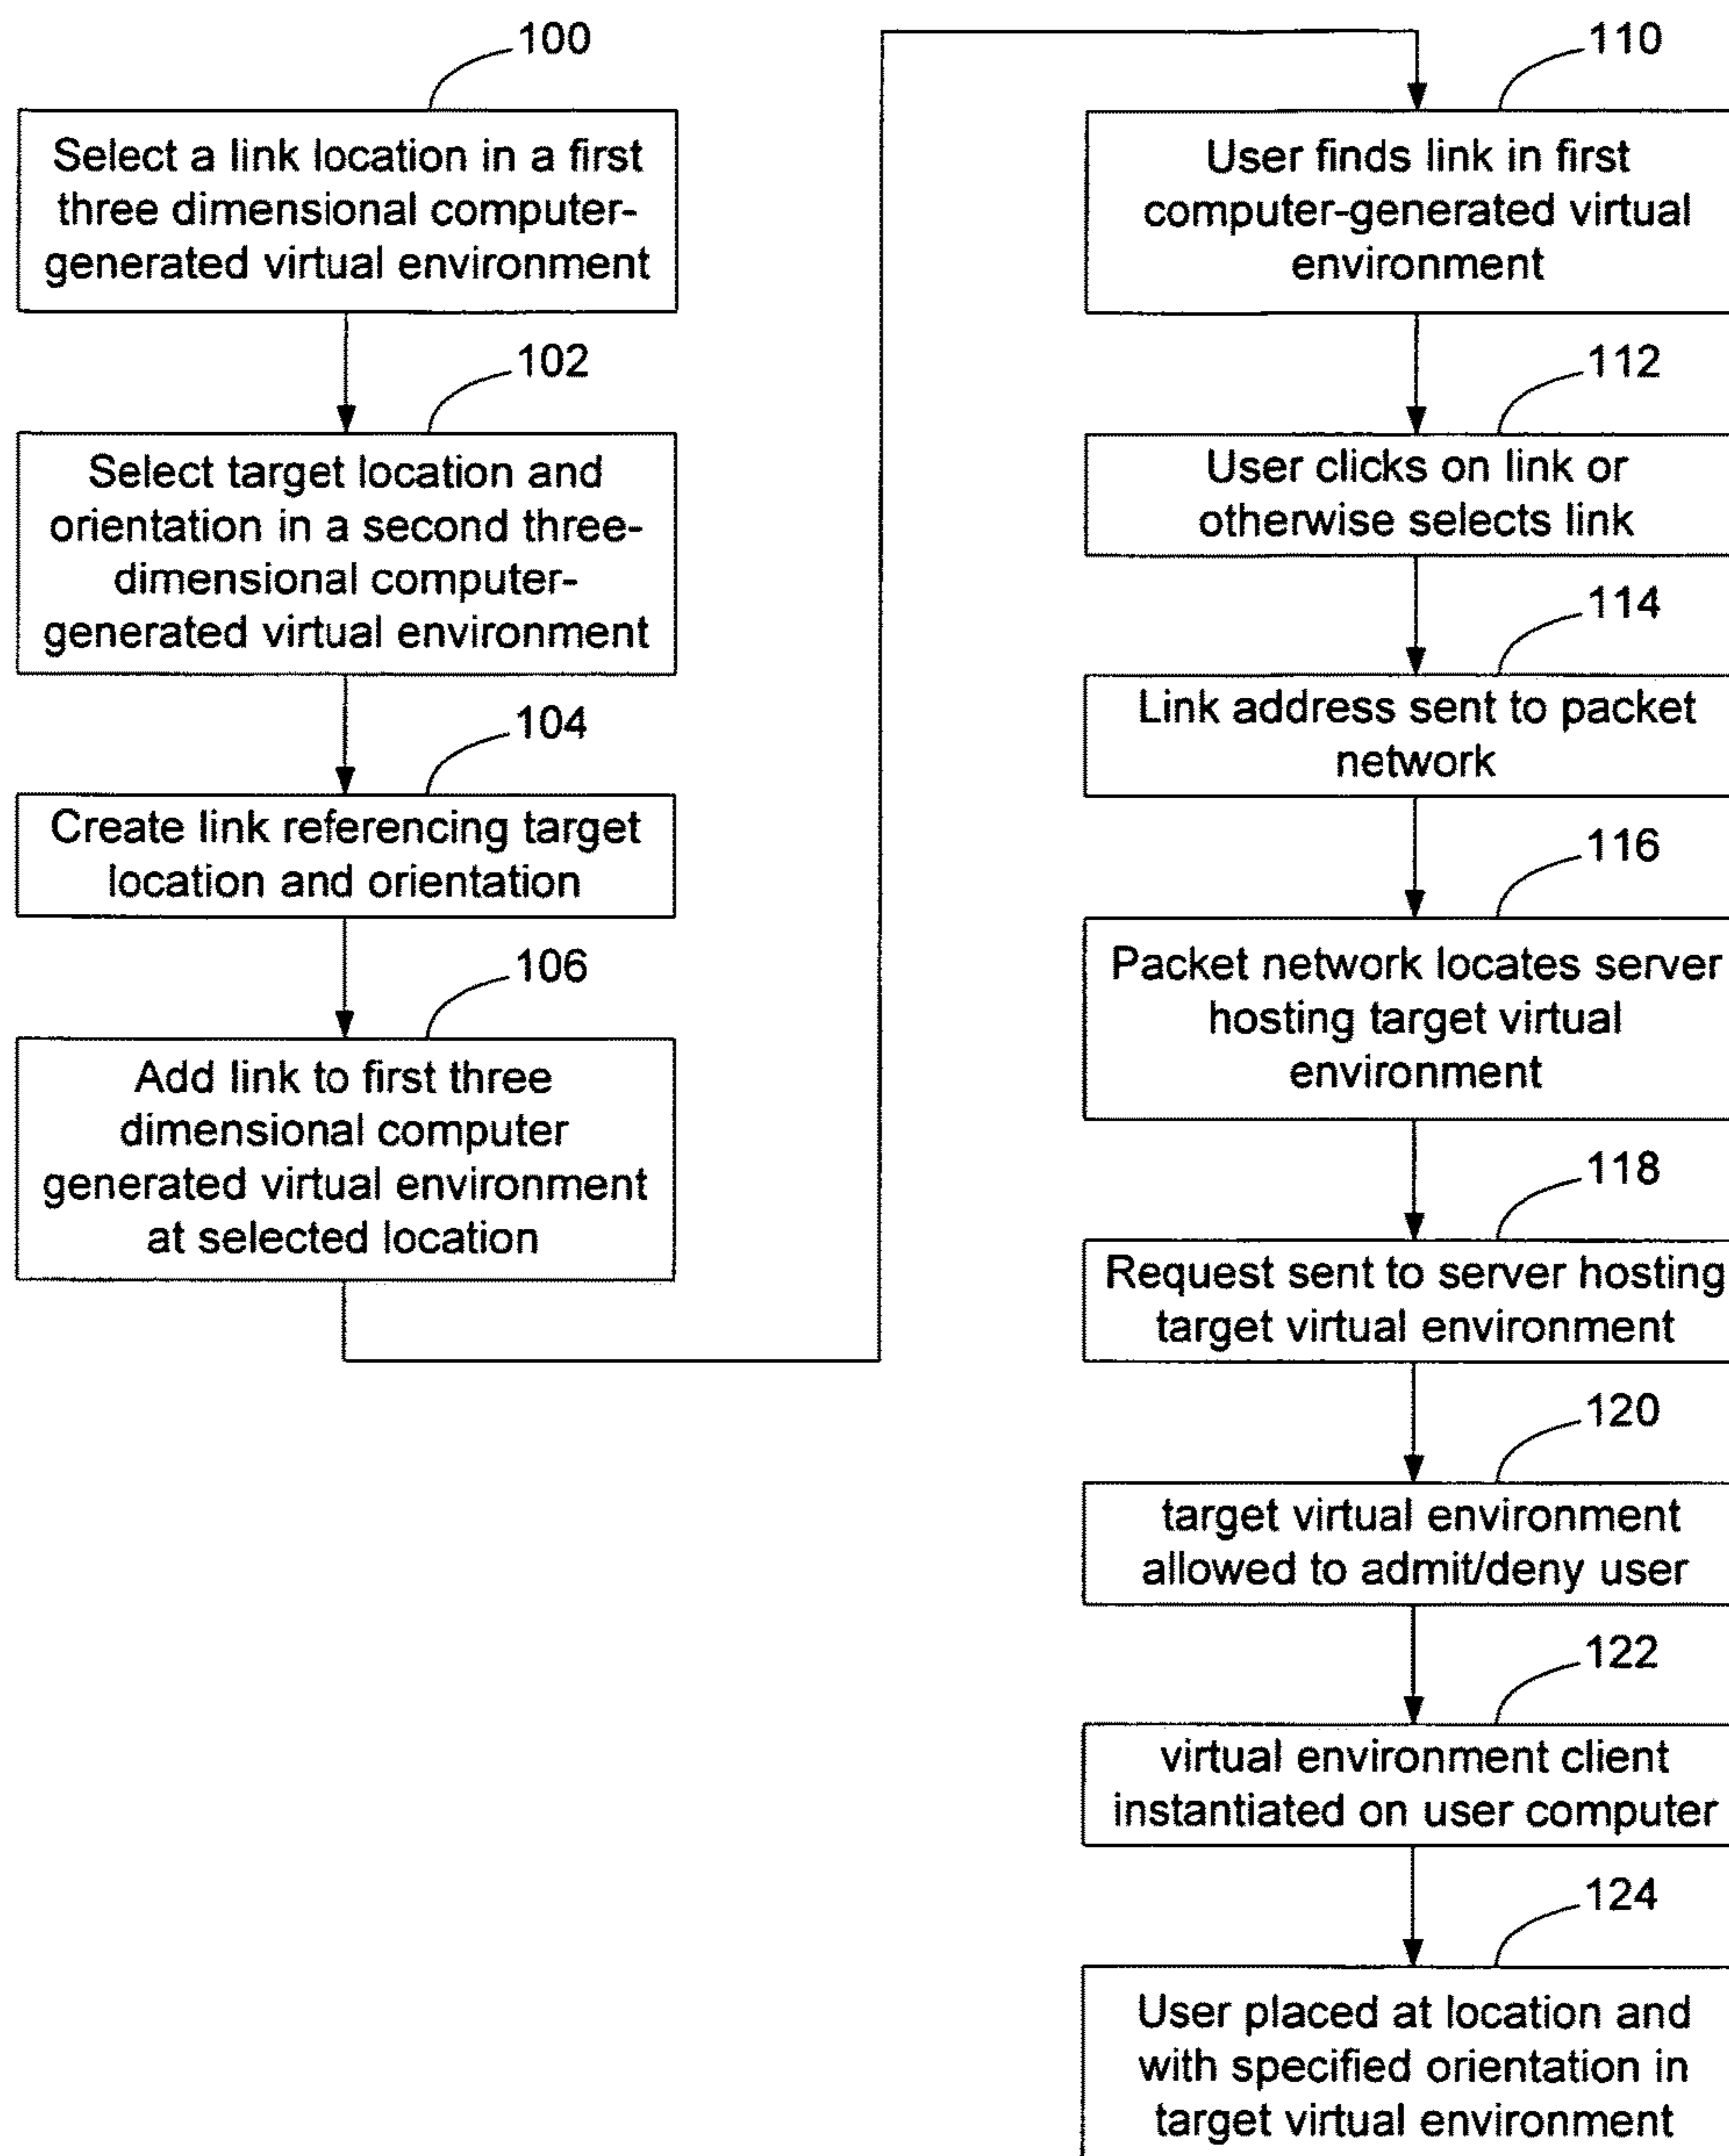 100
Select a link location in a first
three dimensional computer-
generated virtual environment
102
Select target location and
orientation in a second three-
dimensional computer-
generated virtual environment
104
Create link referencing target
location and orientation
106
Add link to first three
dimensional computer
generated virtual environment
at selected location
110
User finds link in first
computer-generated virtual
environment
112
User clicks on link or
otherwise selects link
114
Link address sent to packet
network
116
Packet network locates server
hosting target virtual
environment
118
Request sent to server hosting
target virtual environment
120
target virtual environment
allowed to admit/deny user
122
virtual environment client
instantiated on user computer
124
User placed at location and
with specified orientation in
target virtual environment